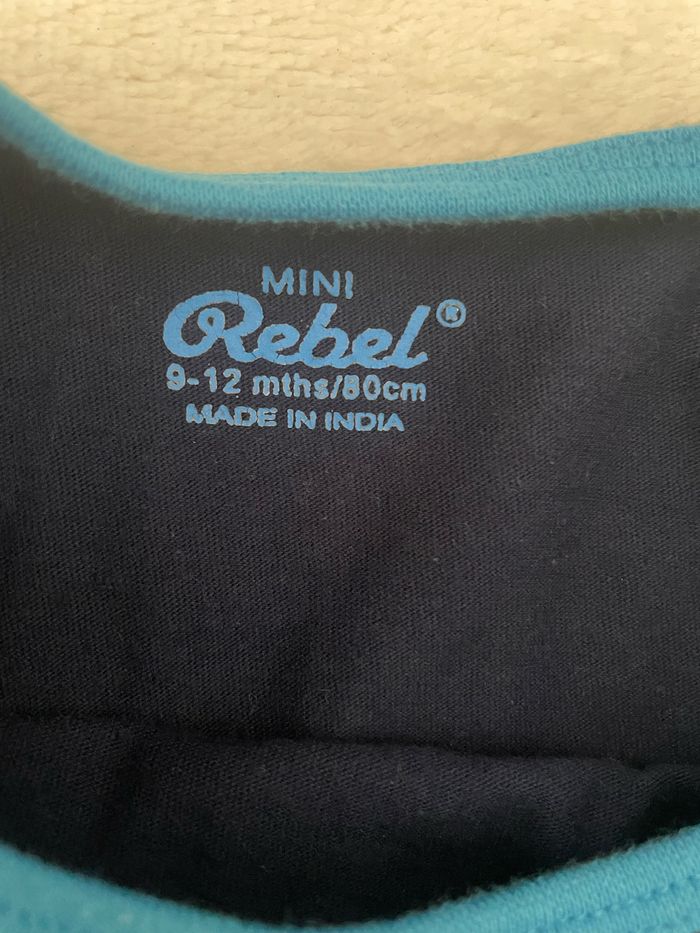 MINI
Rebel®
9-12 mths/80cm
MADE IN INDIA